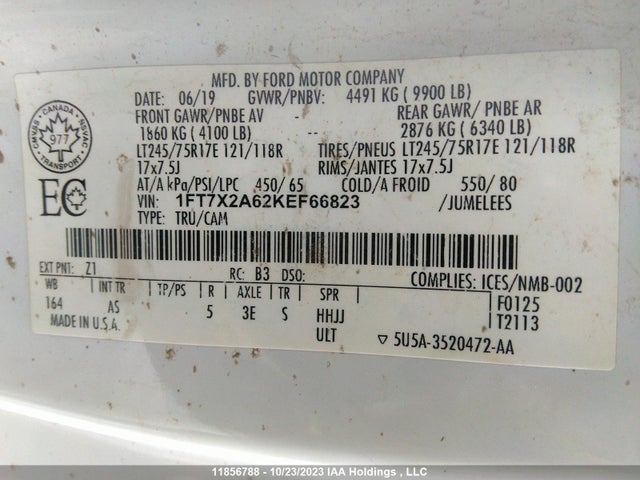 MFD. BY FORD MOTOR COMPANY
DATE: 06/19 GVWR/PNBV: 4491 KG ( 9900 LB)
FRONT GAWR/PNBE AV REAR GAWR/ PNBE AR
1860 KG ( 4100 LB) -- 2876 KG ( 6340 LB)
LT245/75R17E 121/118R TIRES/PNEUS LT245/75R17E 121/118R
17x7.5J RIMS/JANTES 17x7.5J
AT/A kPa/PSI/LPC 450/ 65 COLD/A FROID 550/ 80
VIN: 1FT7X2A62KEF66823 /JUMELEES
TYPE: TRU/CAM
CANADA
CANVAS NVVAC
977
TRANSPORT
EC
EXT PNT: Z1 RC: B3 DSO: COMPLIES: ICES/NMB-002
WB INT TR TP/PS R AXLE TR SPR F0125
164 AS 5 3E S HHJJ T2113
MADE IN U.S.A. ULT ▽ 5U5A-3520472-AA
11856788 - 10/23/2023 IAA Holdings , LLC